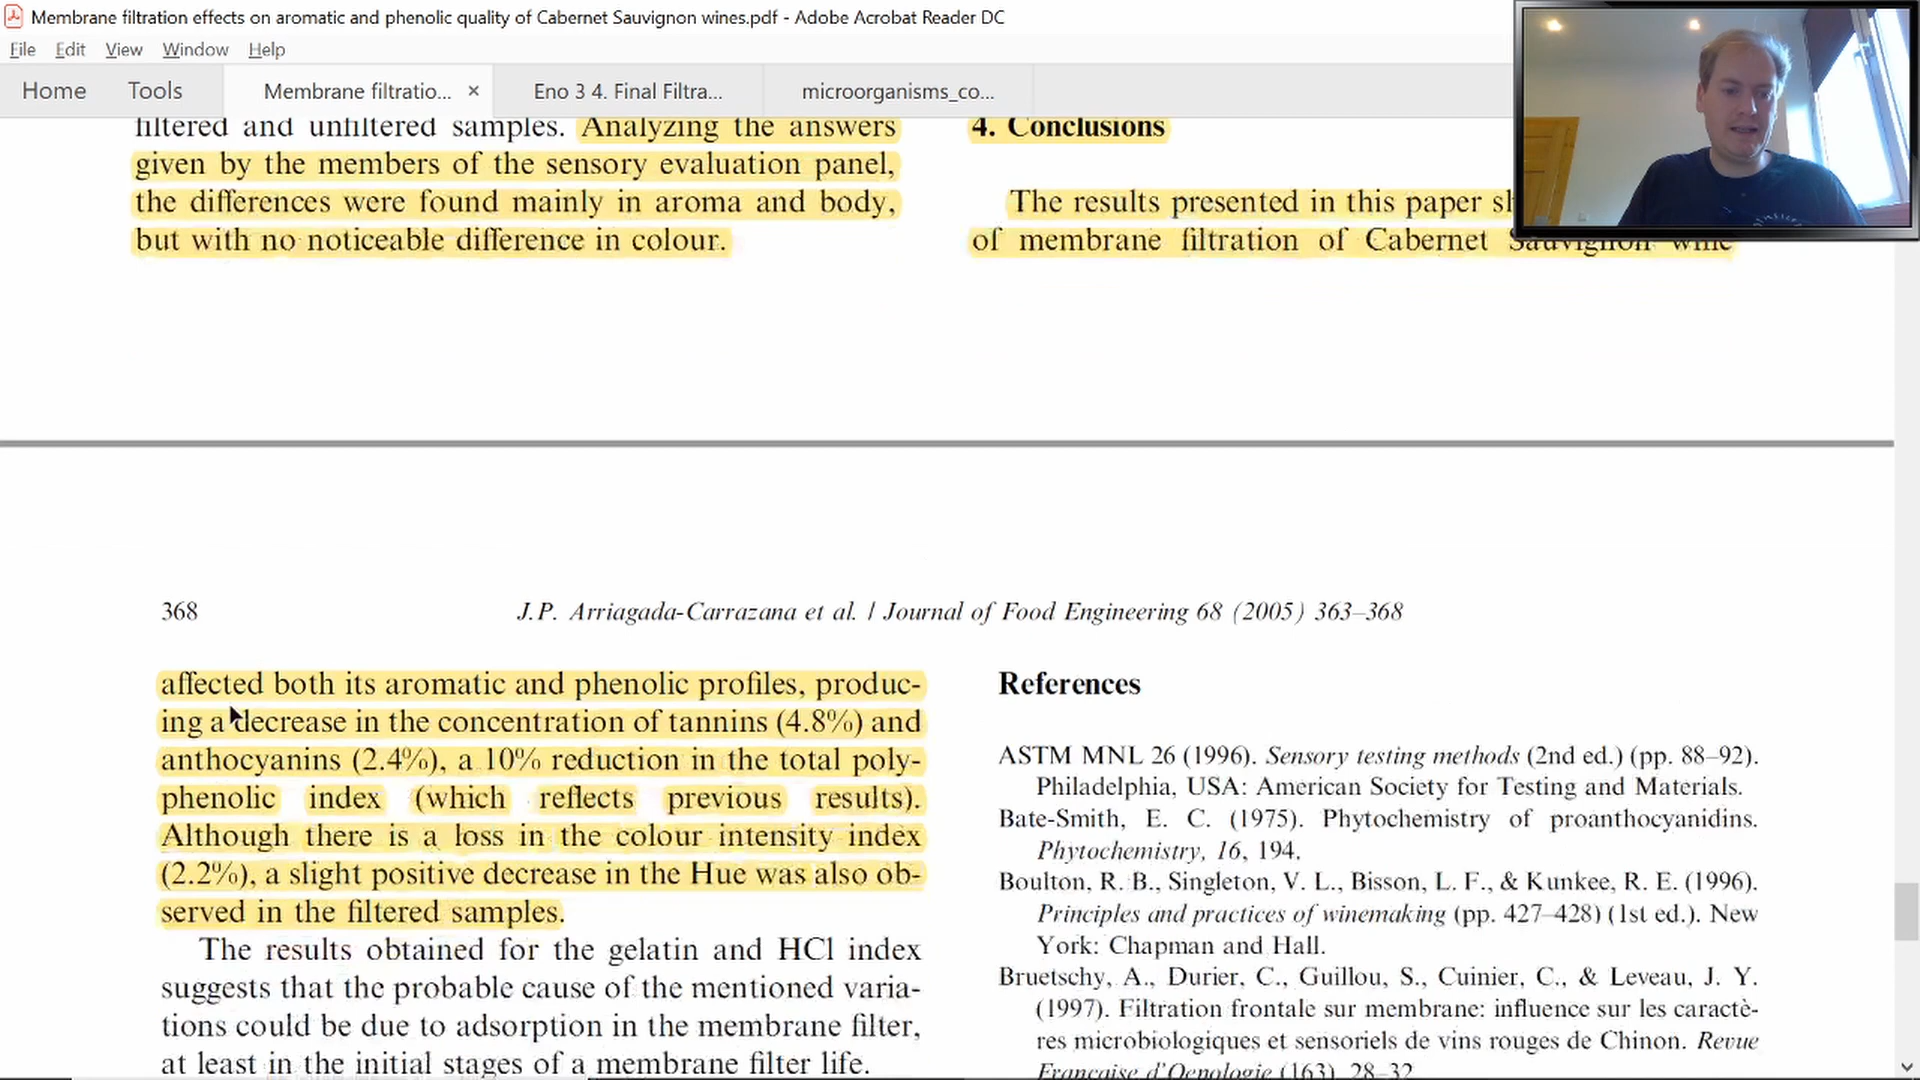 Membrane filtration effects on aromatic and phenolic quality of Cabernet Sauvignon wines.pdf - Adobe Acrobat Reader DC
File Edit View Window Help
Home Tools Membrane filtratio... × Eno 3 4. Final Filtra... microorganisms_co...
filtered and unfiltered samples. Analyzing the answers
given by the members of the sensory evaluation panel,
the differences were found mainly in aroma and body,
but with no noticeable difference in colour.
4. Conclusions
The results presented in this paper
of membrane filtration of Cabernet Sauvignon wine
368
J.P. Arriagada-Carrazana et al. / Journal of Food Engineering 68 (2005) 363–368
affected both its aromatic and phenolic profiles, produc-
ing a decrease in the concentration of tannins (4.8%) and
anthocyanins (2.4%), a 10% reduction in the total poly-
phenolic index (which reflects previous results).
Although there is a loss in the colour intensity index
(2.2%), a slight positive decrease in the Hue was also ob-
served in the filtered samples.
The results obtained for the gelatin and HCl index
suggests that the probable cause of the mentioned varia-
tions could be due to adsorption in the membrane filter,
at least in the initial stages of a membrane filter life.
References
ASTM MNL 26 (1996). Sensory testing methods (2nd ed.) (pp. 88–92).
Philadelphia, USA: American Society for Testing and Materials.
Bate-Smith, E. C. (1975). Phytochemistry of proanthocyanidins.
Phytochemistry, 16, 194.
Boulton, R. B., Singleton, V. L., Bisson, L. F., & Kunkee, R. E. (1996).
Principles and practices of winemaking (pp. 427–428) (1st ed.). New
York: Chapman and Hall.
Bruetschy, A., Durier, C., Guillou, S., Cuinier, C., & Leveau, J. Y.
(1997). Filtration frontale sur membrane: influence sur les caractè-
res microbiologiques et sensoriels de vins rouges de Chinon. Revue
Française d'Oenologie (163), 28–32.